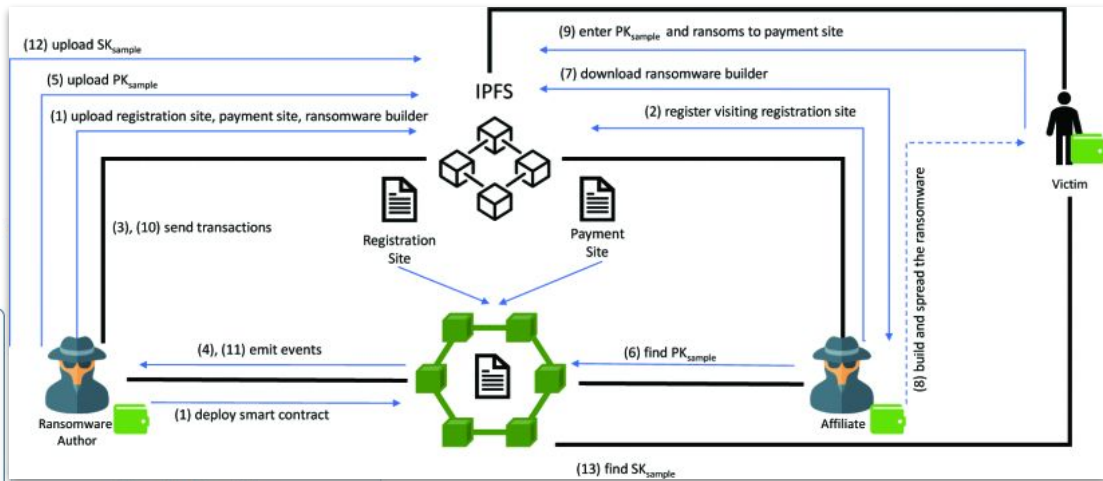 (12) upload SKsample
(9) enter PKsample and ransoms to payment site
(5) upload PKsample
(7) download ransomware builder
IPFS
(1) upload registration site, payment site, ransomware builder
(2) register visiting registration site
Victim
(3), (10) send transactions
Registration
Site
Payment
Site
(8) build and spread the ransomware
(4), (11) emit events
(6) find PKsample
(1) deploy smart contract
Ransomware
Author
Affiliate
(13) find SKsample